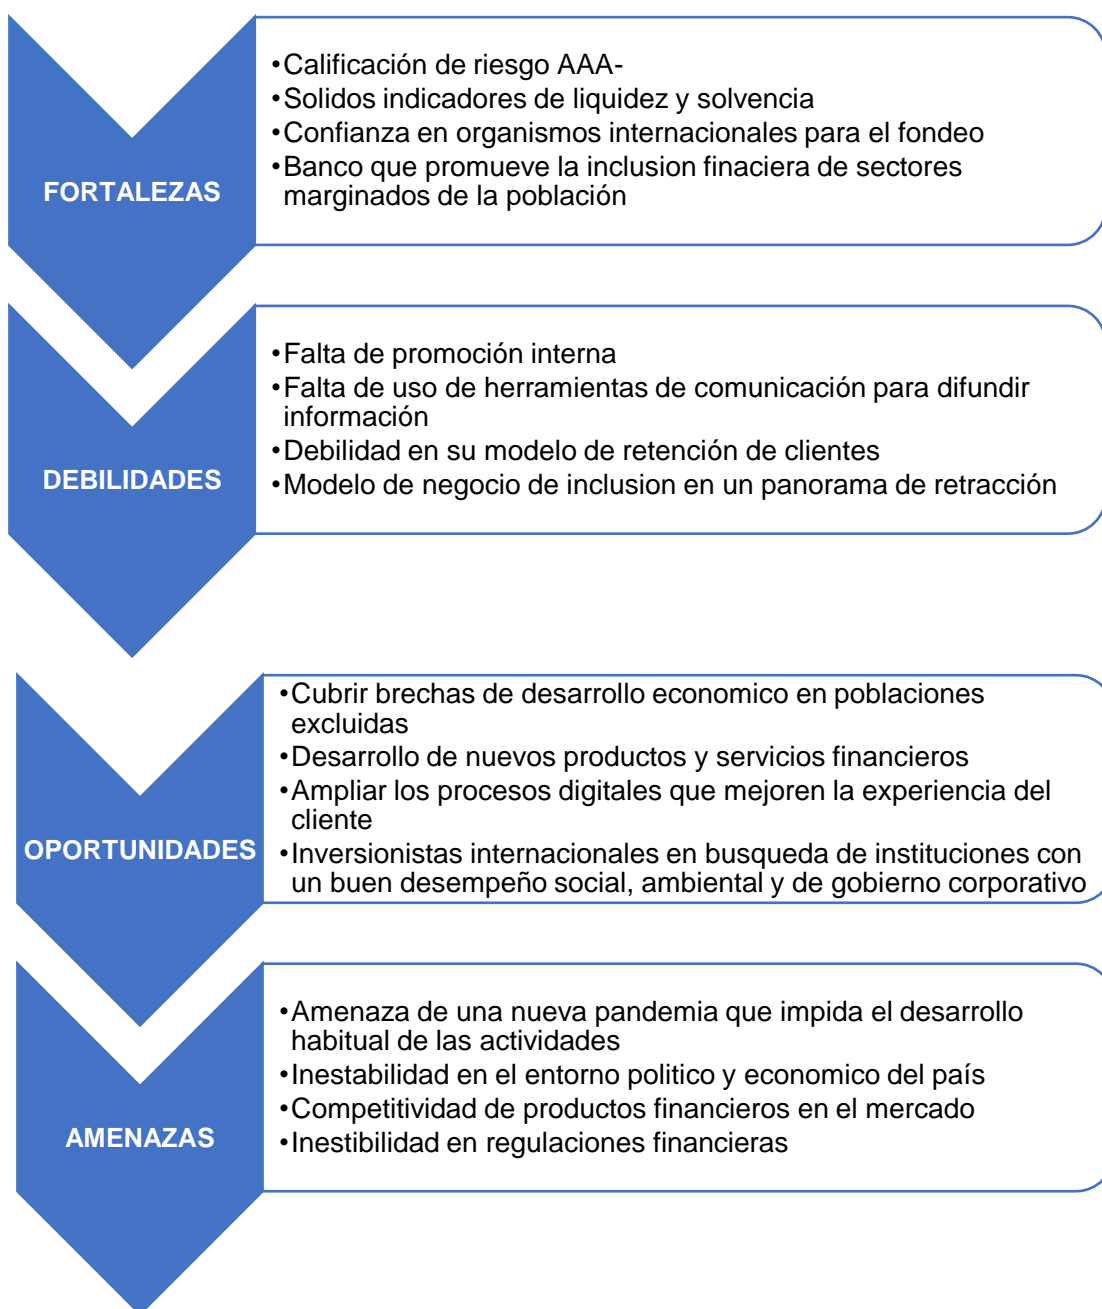 FORTALEZAS
•Calificación de riesgo AAA-
•Solidos indicadores de liquidez y solvencia
•Confianza en organismos internacionales para el fondeo
•Banco que promueve la inclusion finaciera de sectores
marginados de la población
DEBILIDADES
•Falta de promoción interna
•Falta de uso de herramientas de comunicación para difundir
información
•Debilidad en su modelo de retención de clientes
•Modelo de negocio de inclusion en un panorama de retracción
OPORTUNIDADES
•Cubrir brechas de desarrollo economico en poblaciones
excluidas
•Desarrollo de nuevos productos y servicios financieros
•Ampliar los procesos digitales que mejoren la experiencia del
cliente
•Inversionistas internacionales en busqueda de instituciones con
un buen desempeño social, ambiental y de gobierno corporativo
AMENAZAS
•Amenaza de una nueva pandemia que impida el desarrollo
habitual de las actividades
•Inestabilidad en el entorno politico y economico del país
•Competitividad de productos financieros en el mercado
•Inestibilidad en regulaciones financieras